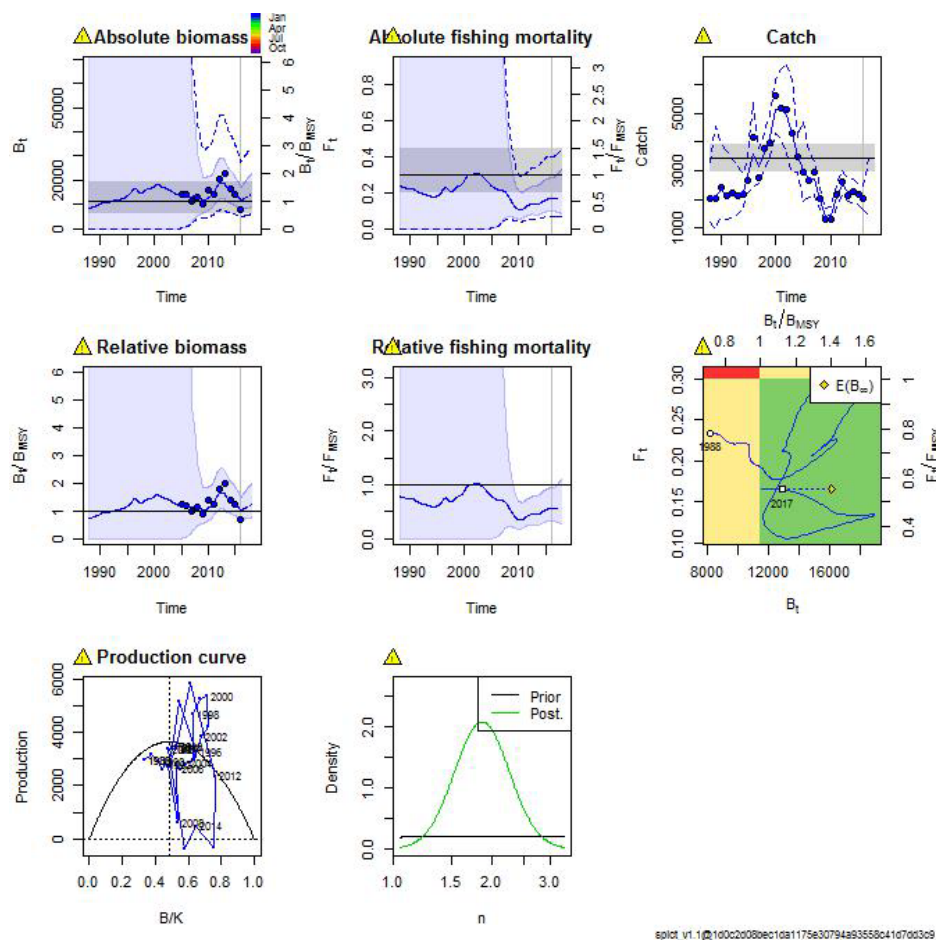 Absolute biomass
Jan
Apr
Jul
Oct
Bt
0 20000 50000
Bt/BMSY
0 1 2 3 4 5 6
1990 2000 2010
Time
Absolute fishing mortality
Ft
0.0 0.2 0.4 0.6 0.8
Ft/FMSY
0 0.5 1 1.5 2 2.5 3
1990 2000 2010
Time
Catch
Catch
1000 3000 5000
1990 2000 2010
Time
Relative biomass
Bt/BMSY
0 1 2 3 4 5 6
1990 2000 2010
Time
Relative fishing mortality
Ft/FMSY
0.0 1.0 2.0 3.0
1990 2000 2010
Time
Bt/BMSY
0.8 1 1.2 1.4 1.6
E(B∞)
Ft
0.10 0.15 0.20 0.25 0.30
Ft/FMSY
0.4 0.6 0.8 1
1988
2017
8000 12000 16000
Bt
Production curve
Production
0 2000 4000 6000
2000
1998
2002
1996
2004
2006
2012
2014
0.0 0.2 0.4 0.6 0.8 1.0
B/K
Prior
Post.
Density
0.0 1.0 2.0
1.0 1.5 2.0 3.0
n
spict_v1.1@1d0c2d08bec1da1175e30794a93558c41d7dd3c9